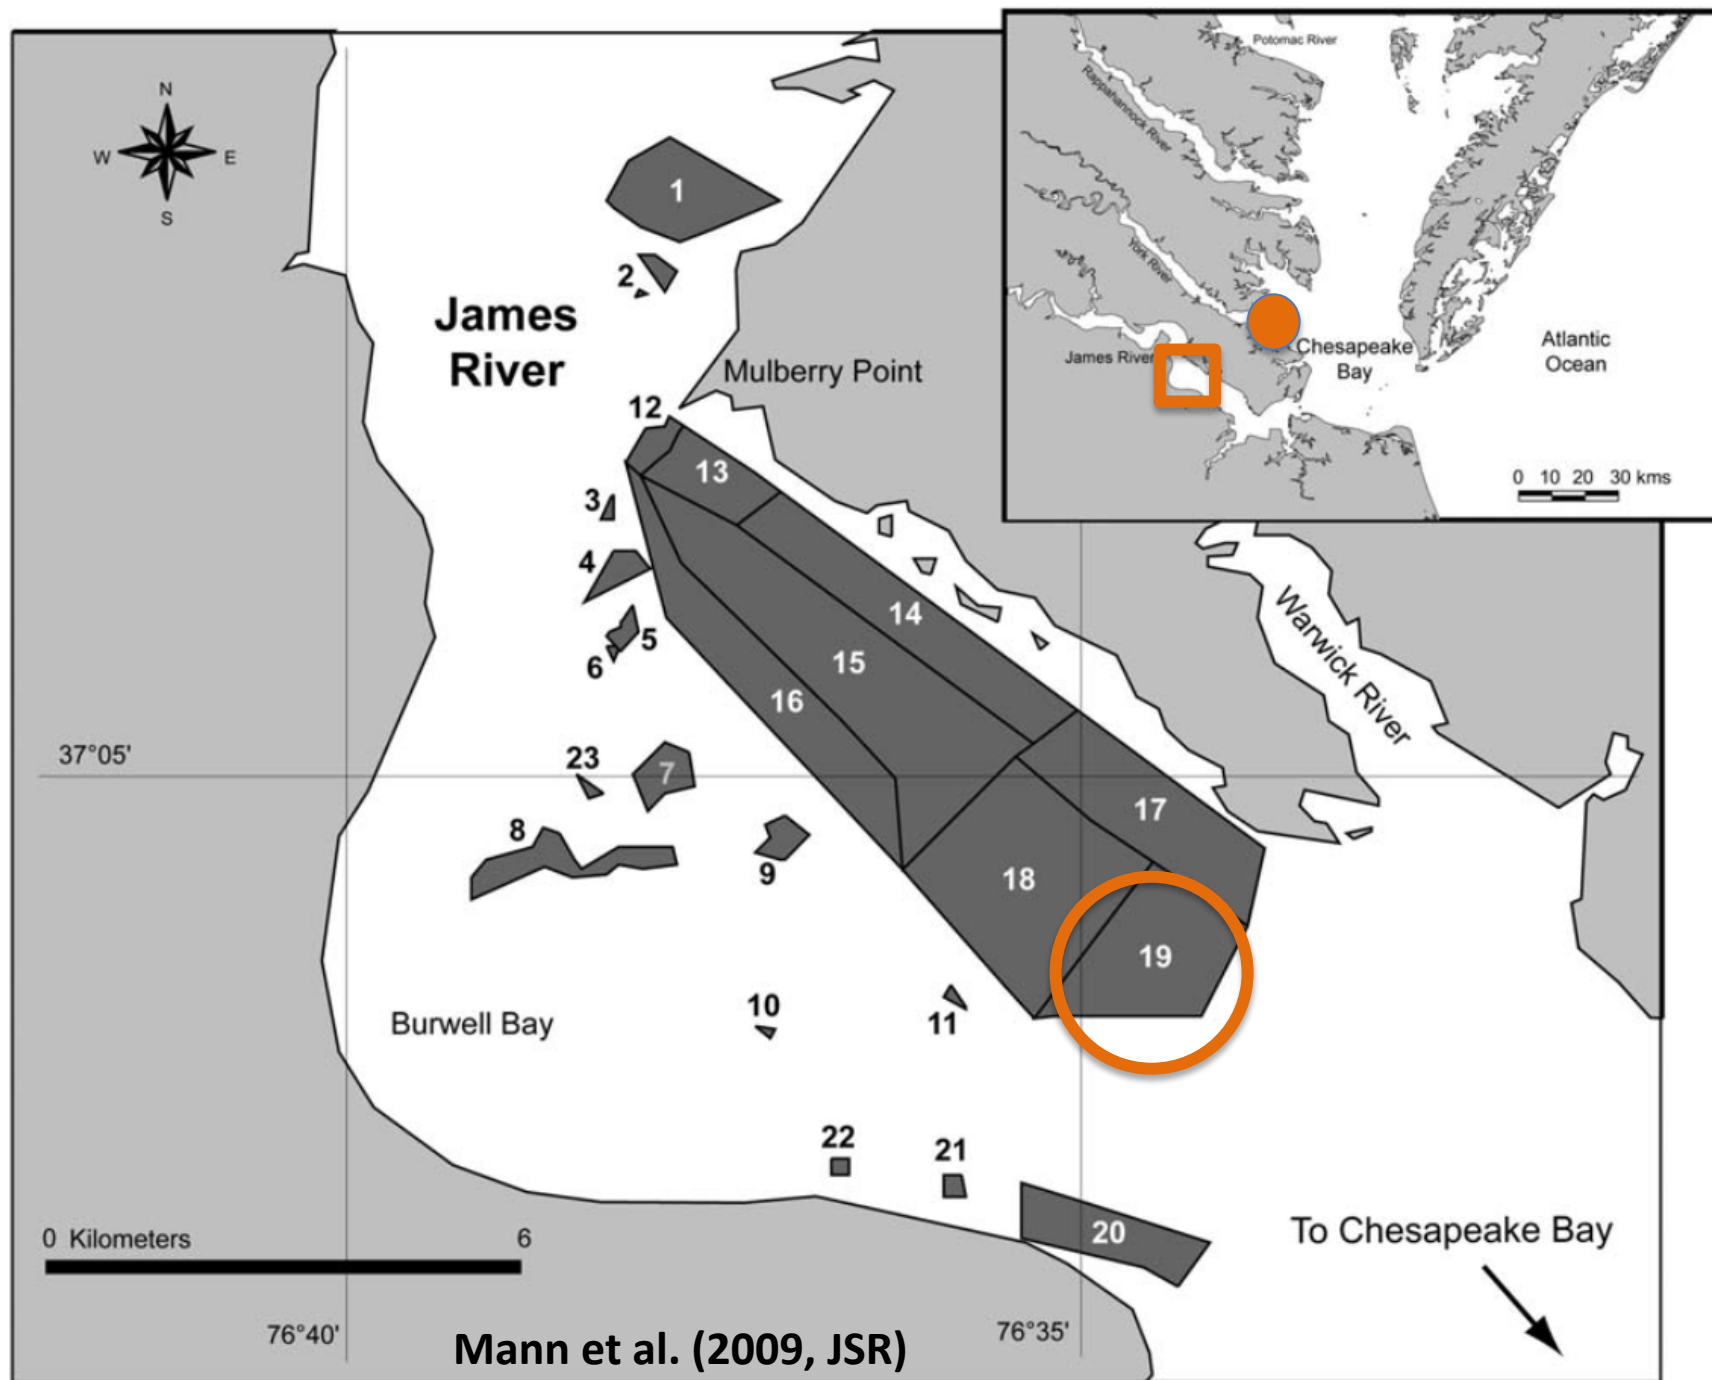 N
W E
S
Potomac River
Rappahannock River
York River
James River
Chesapeake
Bay
Atlantic
Ocean
0 10 20 30 kms
1
2
James
River
Mulberry Point
12
13
3
4
14
5
6
15
16
Warwick River
37°05'
23
7
17
8
9
18
19
10
11
Burwell Bay
22
21
20
To Chesapeake Bay
0 Kilometers 6
76°40'
76°35'
Mann et al. (2009, JSR)